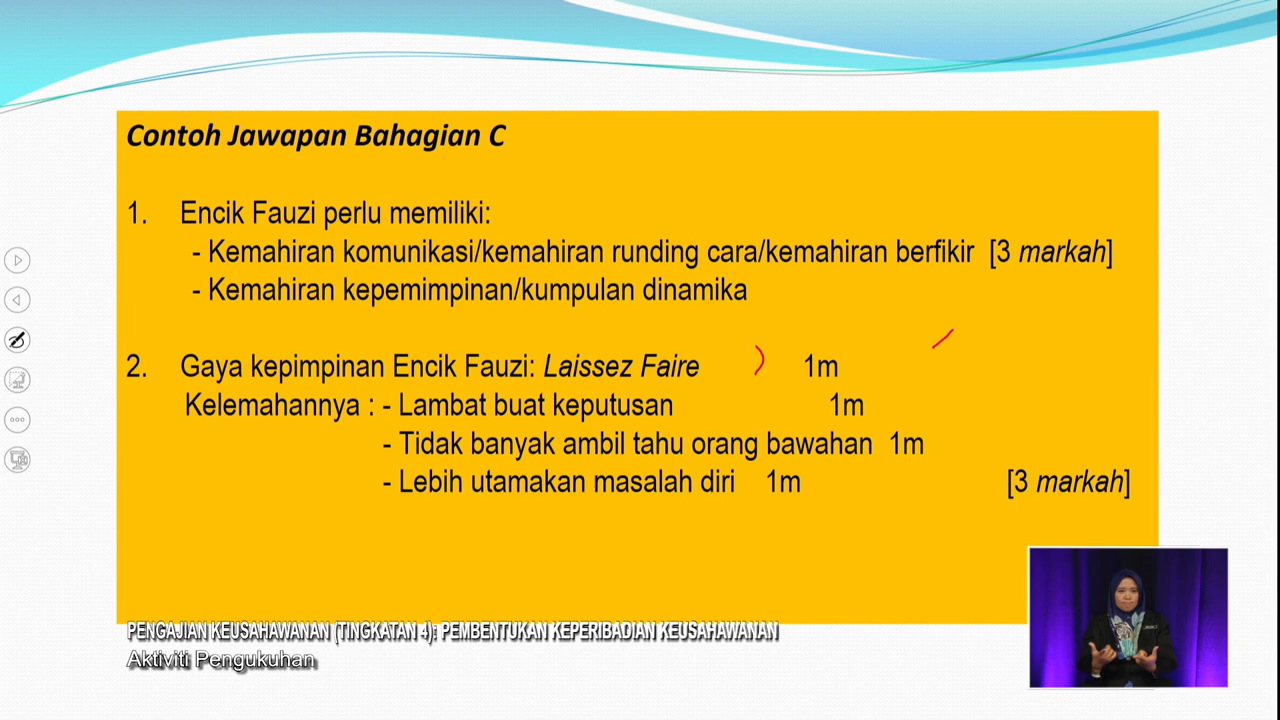 Contoh Jawapan Bahagian C
1. Encik Fauzi perlu memiliki:
- Kemahiran komunikasi/kemahiran runding cara/kemahiran berfikir [3 markah]
- Kemahiran kepemimpinan/kumpulan dinamika
2. Gaya kepimpinan Encik Fauzi: Laissez Faire 1m
Kelemahannya : - Lambat buat keputusan 1m
- Tidak banyak ambil tahu orang bawahan 1m
- Lebih utamakan masalah diri 1m [3 markah]
PENGAJIAN KEUSAHAWANAN (TINGKATAN 4): PEMBENTUKAN KEPERIBADIAN KEUSAHAWANAN
Aktiviti Pengukuhan